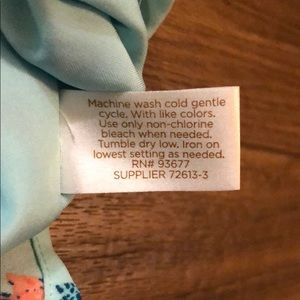 Machine wash cold gentle
cycle. With like colors.
Use only non-chlorine
bleach when needed.
Tumble dry low. Iron on
lowest setting as needed.
RN# 93677
SUPPLIER 72613-3